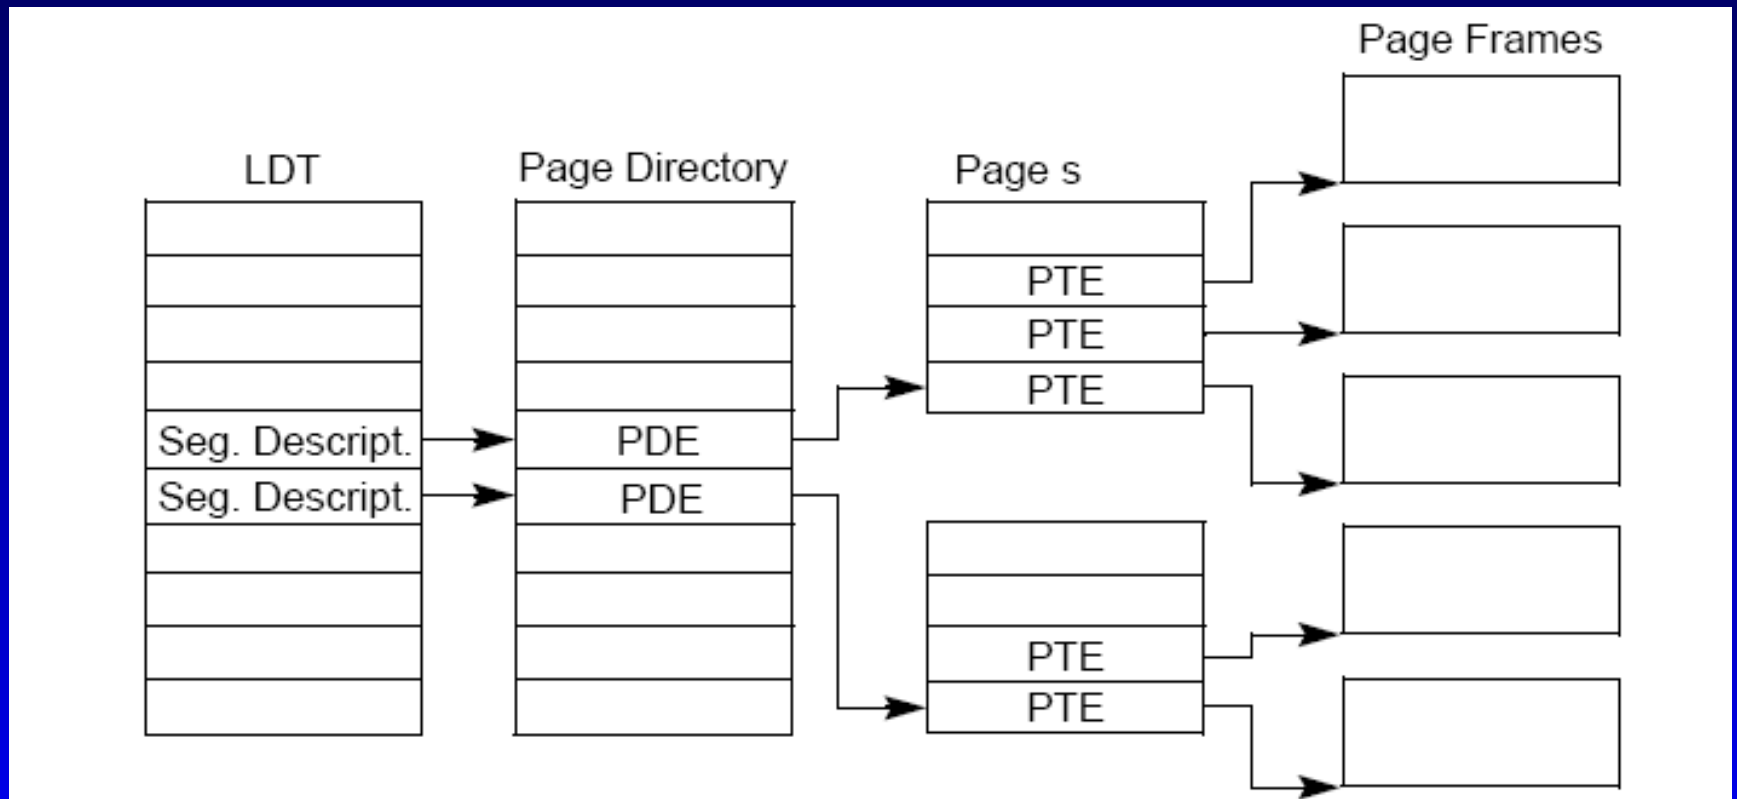 Page Frames
LDT
Page Directory
Page s
PTE
PTE
PTE
Seg. Descript.
PDE
Seg. Descript.
PDE
PTE
PTE